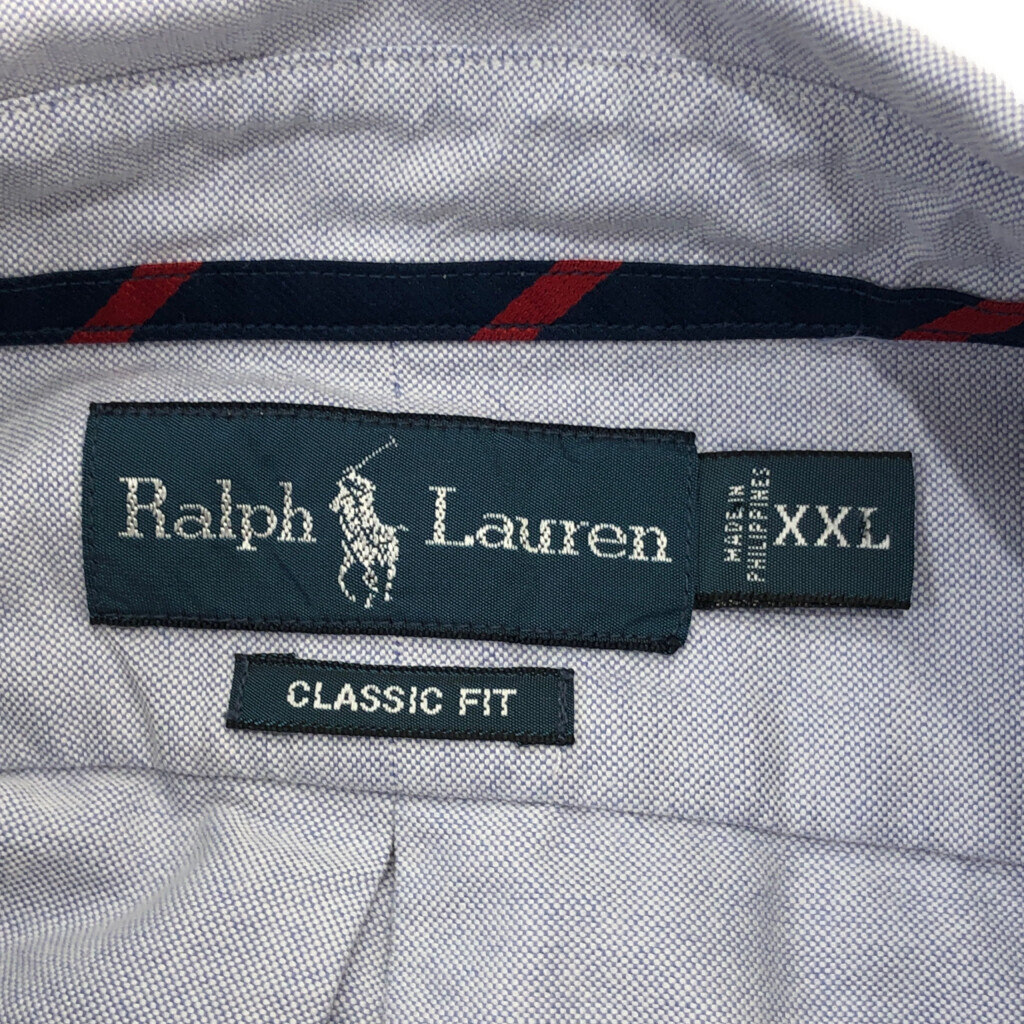 Ralph Lauren
MADE IN
PHILIPPINES
XXL
CLASSIC FIT